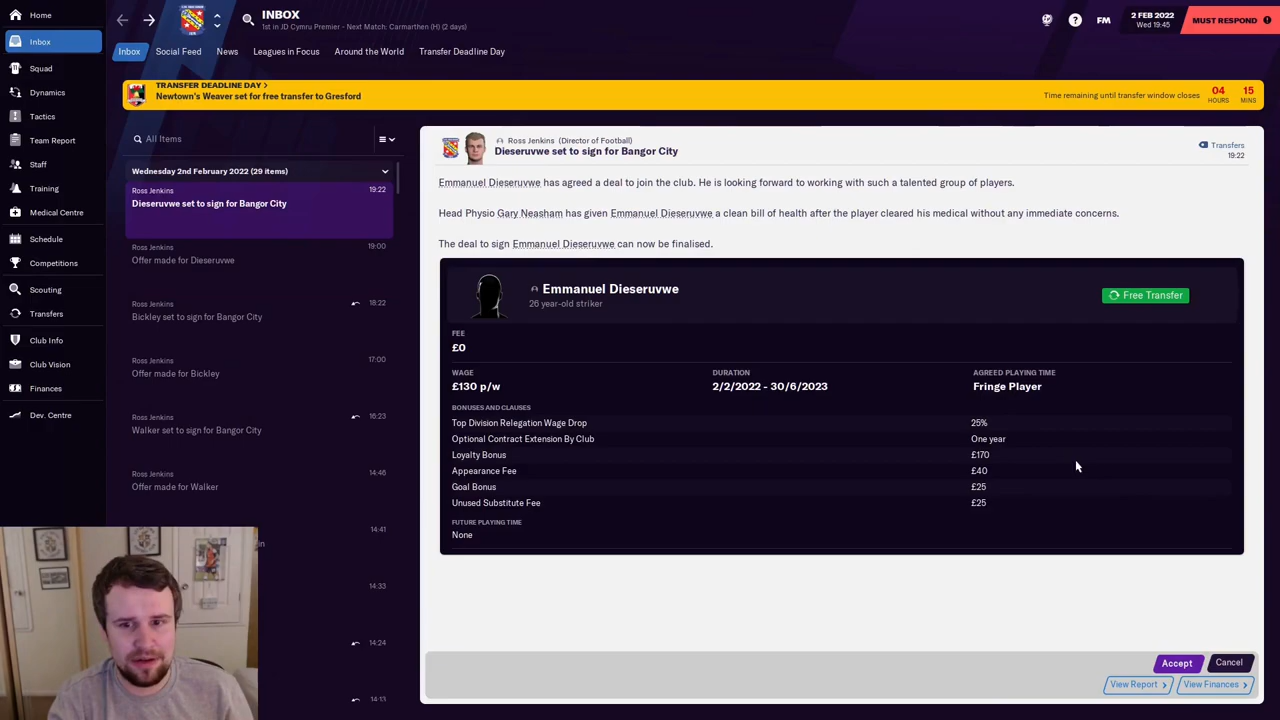 Home
Inbox
Squad
Dynamics
Tactics
Team Report
Staff
Training
Medical Centre
Schedule
Competitions
Scouting
Transfers
Club Info
Club Vision
Finances
Dev. Centre
INBOX
1st in JD Cymru Premier - Next Match: Carmarthen (H) (2 days)
?
FM
2 FEB 2022
Wed 19:45
MUST RESPOND
Inbox
Social Feed
News
Leagues in Focus
Around the World
Transfer Deadline Day
TRANSFER DEADLINE DAY >
Newtown's Weaver set for free transfer to Gresford
Time remaining until transfer window closes
04
HOURS
15
MINS
All Items
Wednesday 2nd February 2022 (29 items)
Ross Jenkins
19:22
Dieseruvwe set to sign for Bangor City
Ross Jenkins
19:00
Offer made for Dieseruvwe
Ross Jenkins
18:22
Bickley set to sign for Bangor City
Ross Jenkins
17:00
Offer made for Bickley
Ross Jenkins
16:23
Walker set to sign for Bangor City
Ross Jenkins
14:46
Offer made for Walker
14:41
14:33
14:24
14:13
Ross Jenkins (Director of Football)
Dieseruvwe set to sign for Bangor City
Transfers
19:22
Emmanuel Dieseruvwe has agreed a deal to join the club. He is looking forward to working with such a talented group of players.
Head Physio Gary Neasham has given Emmanuel Dieseruvwe a clean bill of health after the player cleared his medical without any immediate concerns.
The deal to sign Emmanuel Dieseruvwe can now be finalised.
Emmanuel Dieseruvwe
26 year-old striker
Free Transfer
FEE
£0
WAGE
£130 p/w
DURATION
2/2/2022 - 30/6/2023
AGREED PLAYING TIME
Fringe Player
BONUSES AND CLAUSES
Top Division Relegation Wage Drop 25%
Optional Contract Extension By Club One year
Loyalty Bonus £170
Appearance Fee £40
Goal Bonus £25
Unused Substitute Fee £25
FUTURE PLAYING TIME
None
Accept
Cancel
View Report >
View Finances >